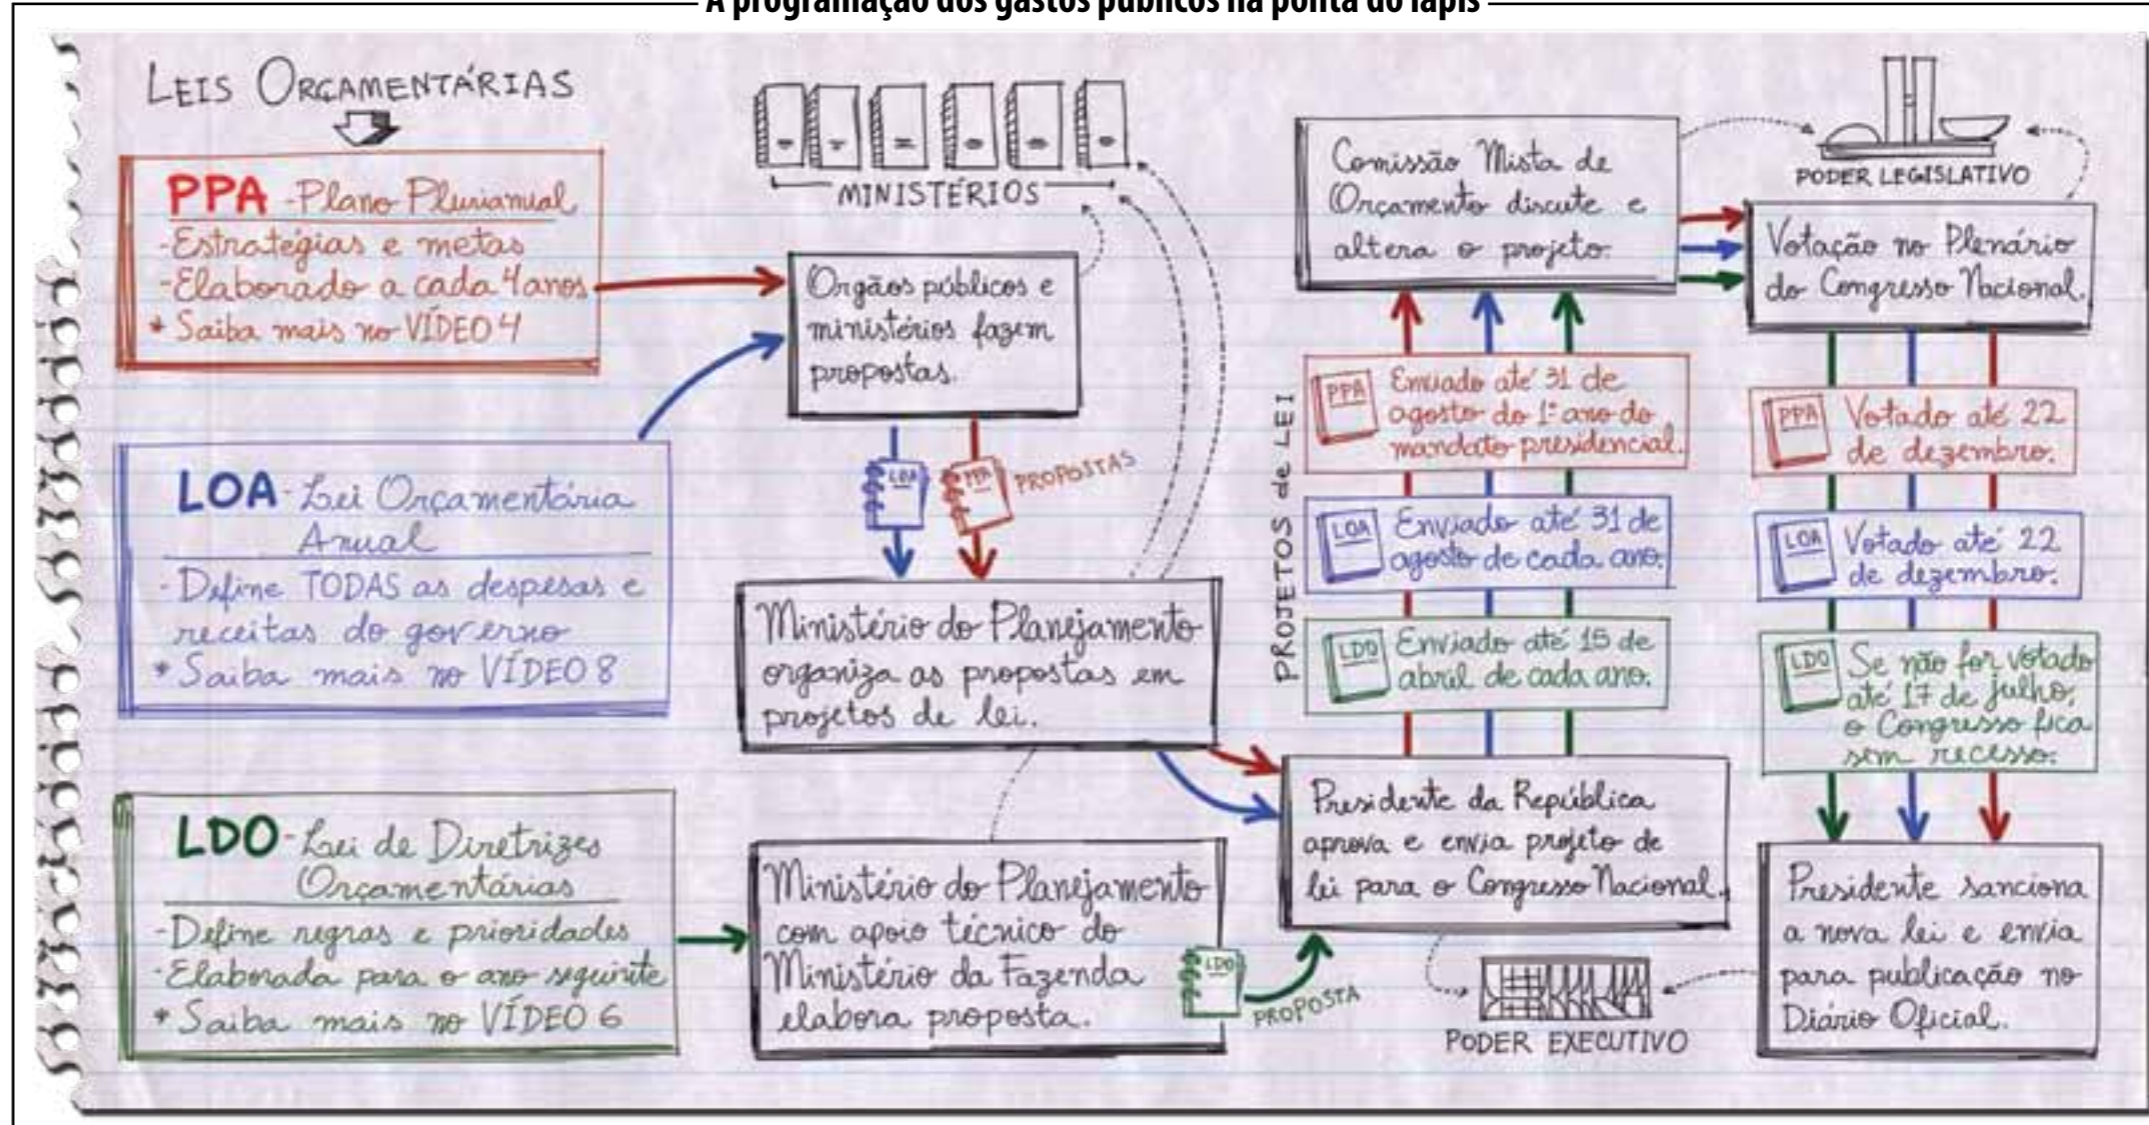 A programação dos gastos públicos na ponta do lápis
LEIS ORÇAMENTÁRIAS
PPA - Plano Plurianual
- Estratégias e metas
- Elaborado a cada 4 anos
* Saiba mais no VÍDEO 4
LOA - Lei Orçamentária
Anual
- Define TODAS as despesas e
receitas do governo
* Saiba mais no VÍDEO 8
LDO - Lei de Diretrizes
Orçamentárias
- Define regras e prioridades
- Elaborada para o ano seguinte
* Saiba mais no VÍDEO 6
MINISTÉRIOS
Orgãos públicos e
ministérios fazem
propostas.
LOA
PPA
PROPOSTAS
Ministério do Planejamento
organiza as propostas em
projetos de lei.
Ministério do Planejamento
com apoio técnico do
Ministério da Fazenda
elabora proposta.
LDO
PROPOSTA
Comissão Mista de
Orçamento discute e
altera o projeto.
PROJETOS de LEI
PPA
Enviado até 31 de
agosto do 1º ano do
mandato presidencial.
LOA
Enviado até 31 de
agosto de cada ano.
LDO
Enviado até 15 de
abril de cada ano.
Presidente da República
aprova e envia projeto de
lei para o Congresso Nacional.
PODER EXECUTIVO
PODER LEGISLATIVO
Votação no Plenário
do Congresso Nacional.
PPA
Votado até 22
de dezembro.
LOA
Votado até 22
de dezembro.
LDO
Se não for votado
até 17 de julho,
o Congresso fica
sem recesso.
Presidente sanciona
a nova lei e envia
para publicação no
Diário Oficial.